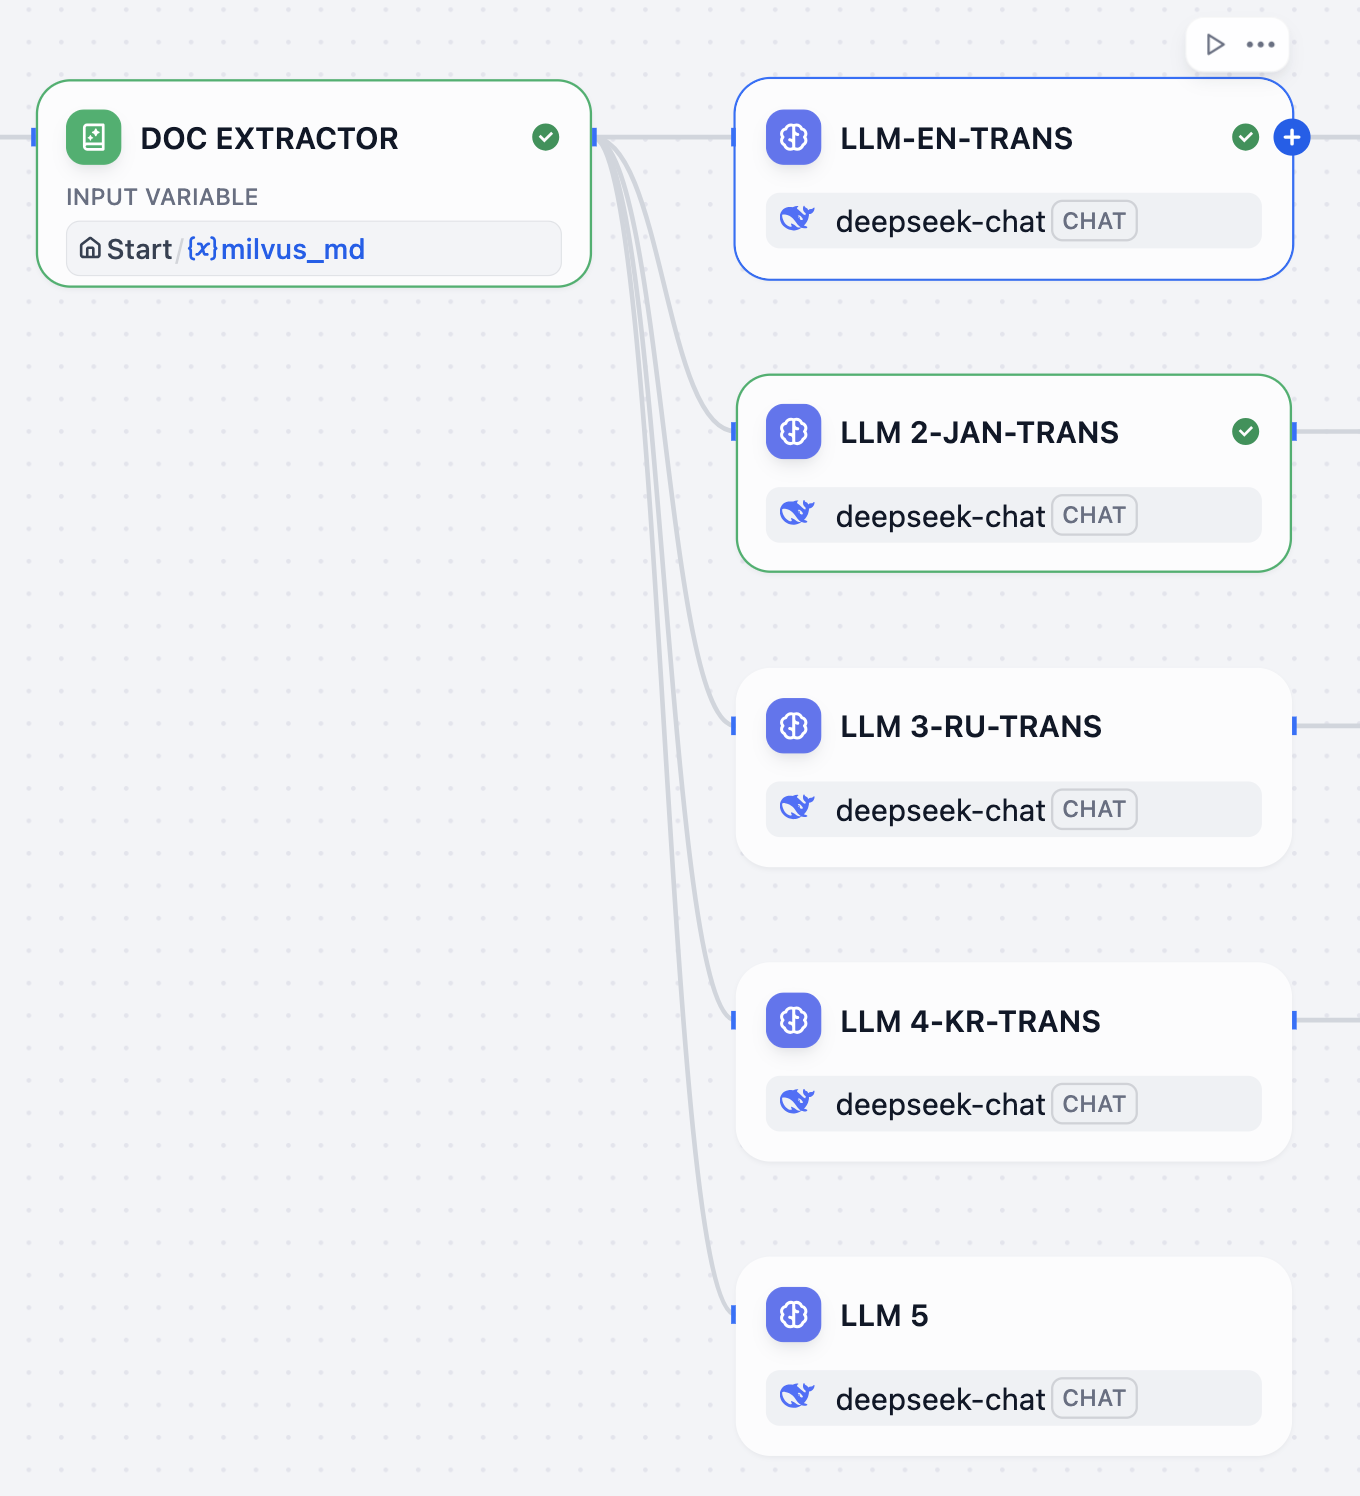 DOC EXTRACTOR
INPUT VARIABLE
Start/{x}milvus_md
LLM-EN-TRANS
deepseek-chat CHAT
LLM 2-JAN-TRANS
deepseek-chat CHAT
LLM 3-RU-TRANS
deepseek-chat CHAT
LLM 4-KR-TRANS
deepseek-chat CHAT
LLM 5
deepseek-chat CHAT